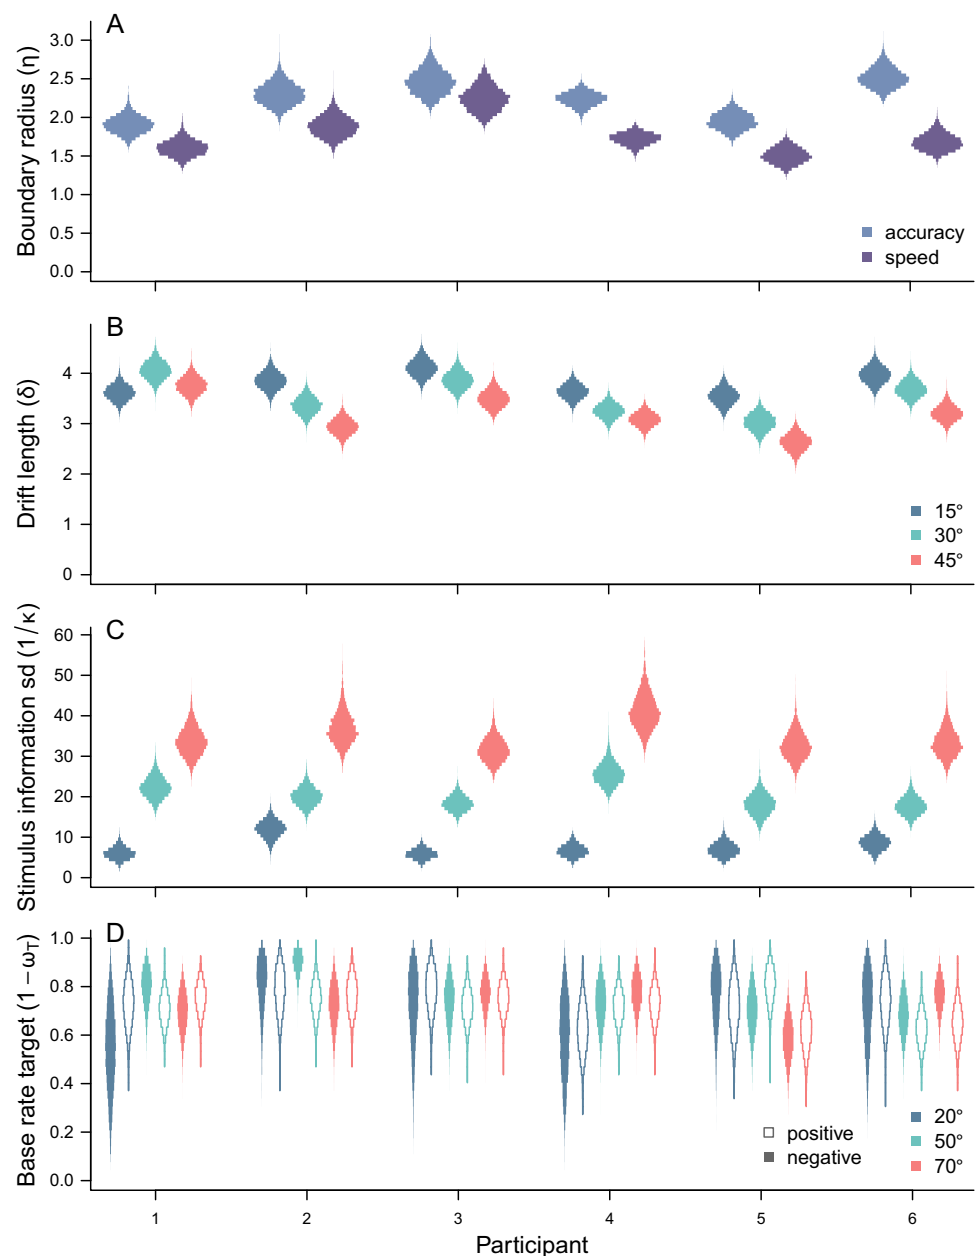 A
Boundary radius (η)
3.0
2.5
2.0
1.5
1.0
0.5
0.0
accuracy
speed
1 2 3 4 5 6
B
Drift length (δ)
4
3
2
1
0
15°
30°
45°
C
Stimulus information sd (1/κ)
60
50
40
30
20
10
0
D
Base rate target (1 − ωT)
1.0
0.8
0.6
0.4
0.2
0.0
positive
negative
20°
50°
70°
Participant